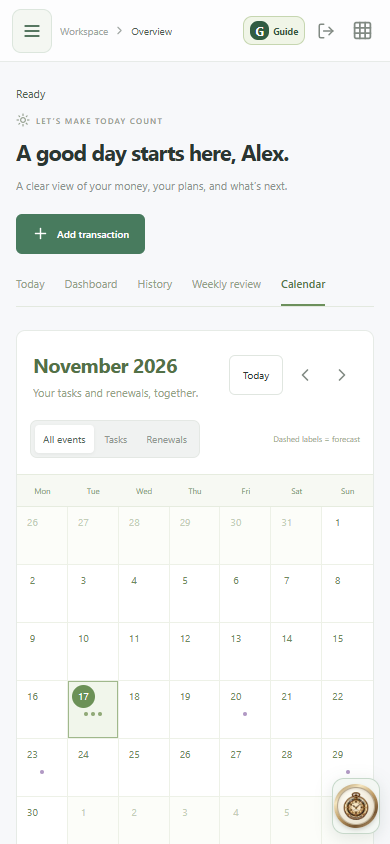 Workspace > Overview
G Guide
Ready
LET'S MAKE TODAY COUNT
A good day starts here, Alex.
A clear view of your money, your plans, and what's next.
+ Add transaction
Today Dashboard History Weekly review Calendar
November 2026
Your tasks and renewals, together.
Today
All events Tasks Renewals
Dashed labels = forecast
Mon Tue Wed Thu Fri Sat Sun
26 27 28 29 30 31 1
2 3 4 5 6 7 8
9 10 11 12 13 14 15
16 17 18 19 20 21 22
23 24 25 26 27 28 29
30 1 2 3 4 5